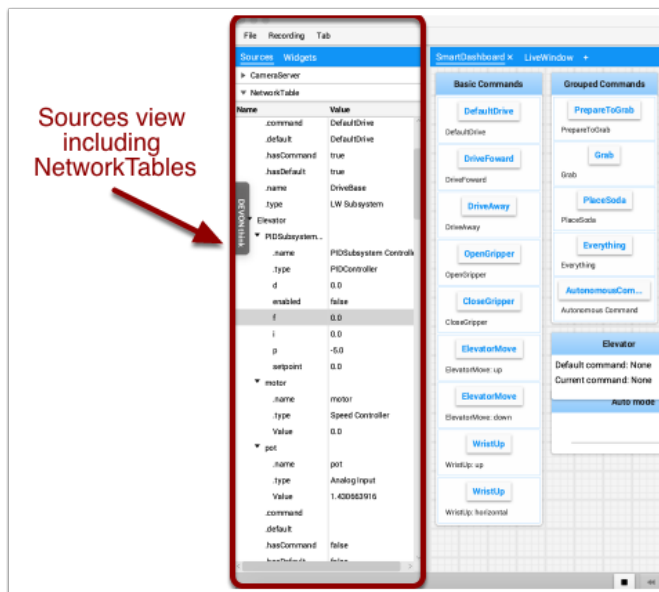 File Recording Tab
Sources Widgets
SmartDashboard × LiveWindow +
CameraServer
NetworkTable
Name Value
.command DefaultDrive
.default DefaultDrive
.hasCommand true
.hasDefault true
.name DriveBase
.type LW Subsystem
Elevator
PIDSubsystem...
.name PIDSubsystem Controll
.type PIDController
d 0.0
enabled false
f 0.0
i 0.0
p -5.0
setpoint 0.0
motor
.name motor
.type Speed Controller
Value 0.0
pot
.name pot
.type Analog Input
Value 1.430663916
.command
.default
.hasCommand false
.hasDefault false
DEVONthink
Sources view
including
NetworkTables
Basic Commands
DefaultDrive
DefaultDrive
DriveFoward
DriveFoward
DriveAway
DriveAway
OpenGripper
OpenGripper
CloseGripper
CloseGripper
ElevatorMove
ElevatorMove: up
ElevatorMove
ElevatorMove: down
WristUp
WristUp: up
WristUp
WristUp: horizontal
Grouped Commands
PrepareToGrab
PrepareToGrab
Grab
Grab
PlaceSoda
PlaceSoda
Everything
Everything
AutonomousCom...
Autonomous Command
Elevator
Default command: None
Current command: None
Auto mode